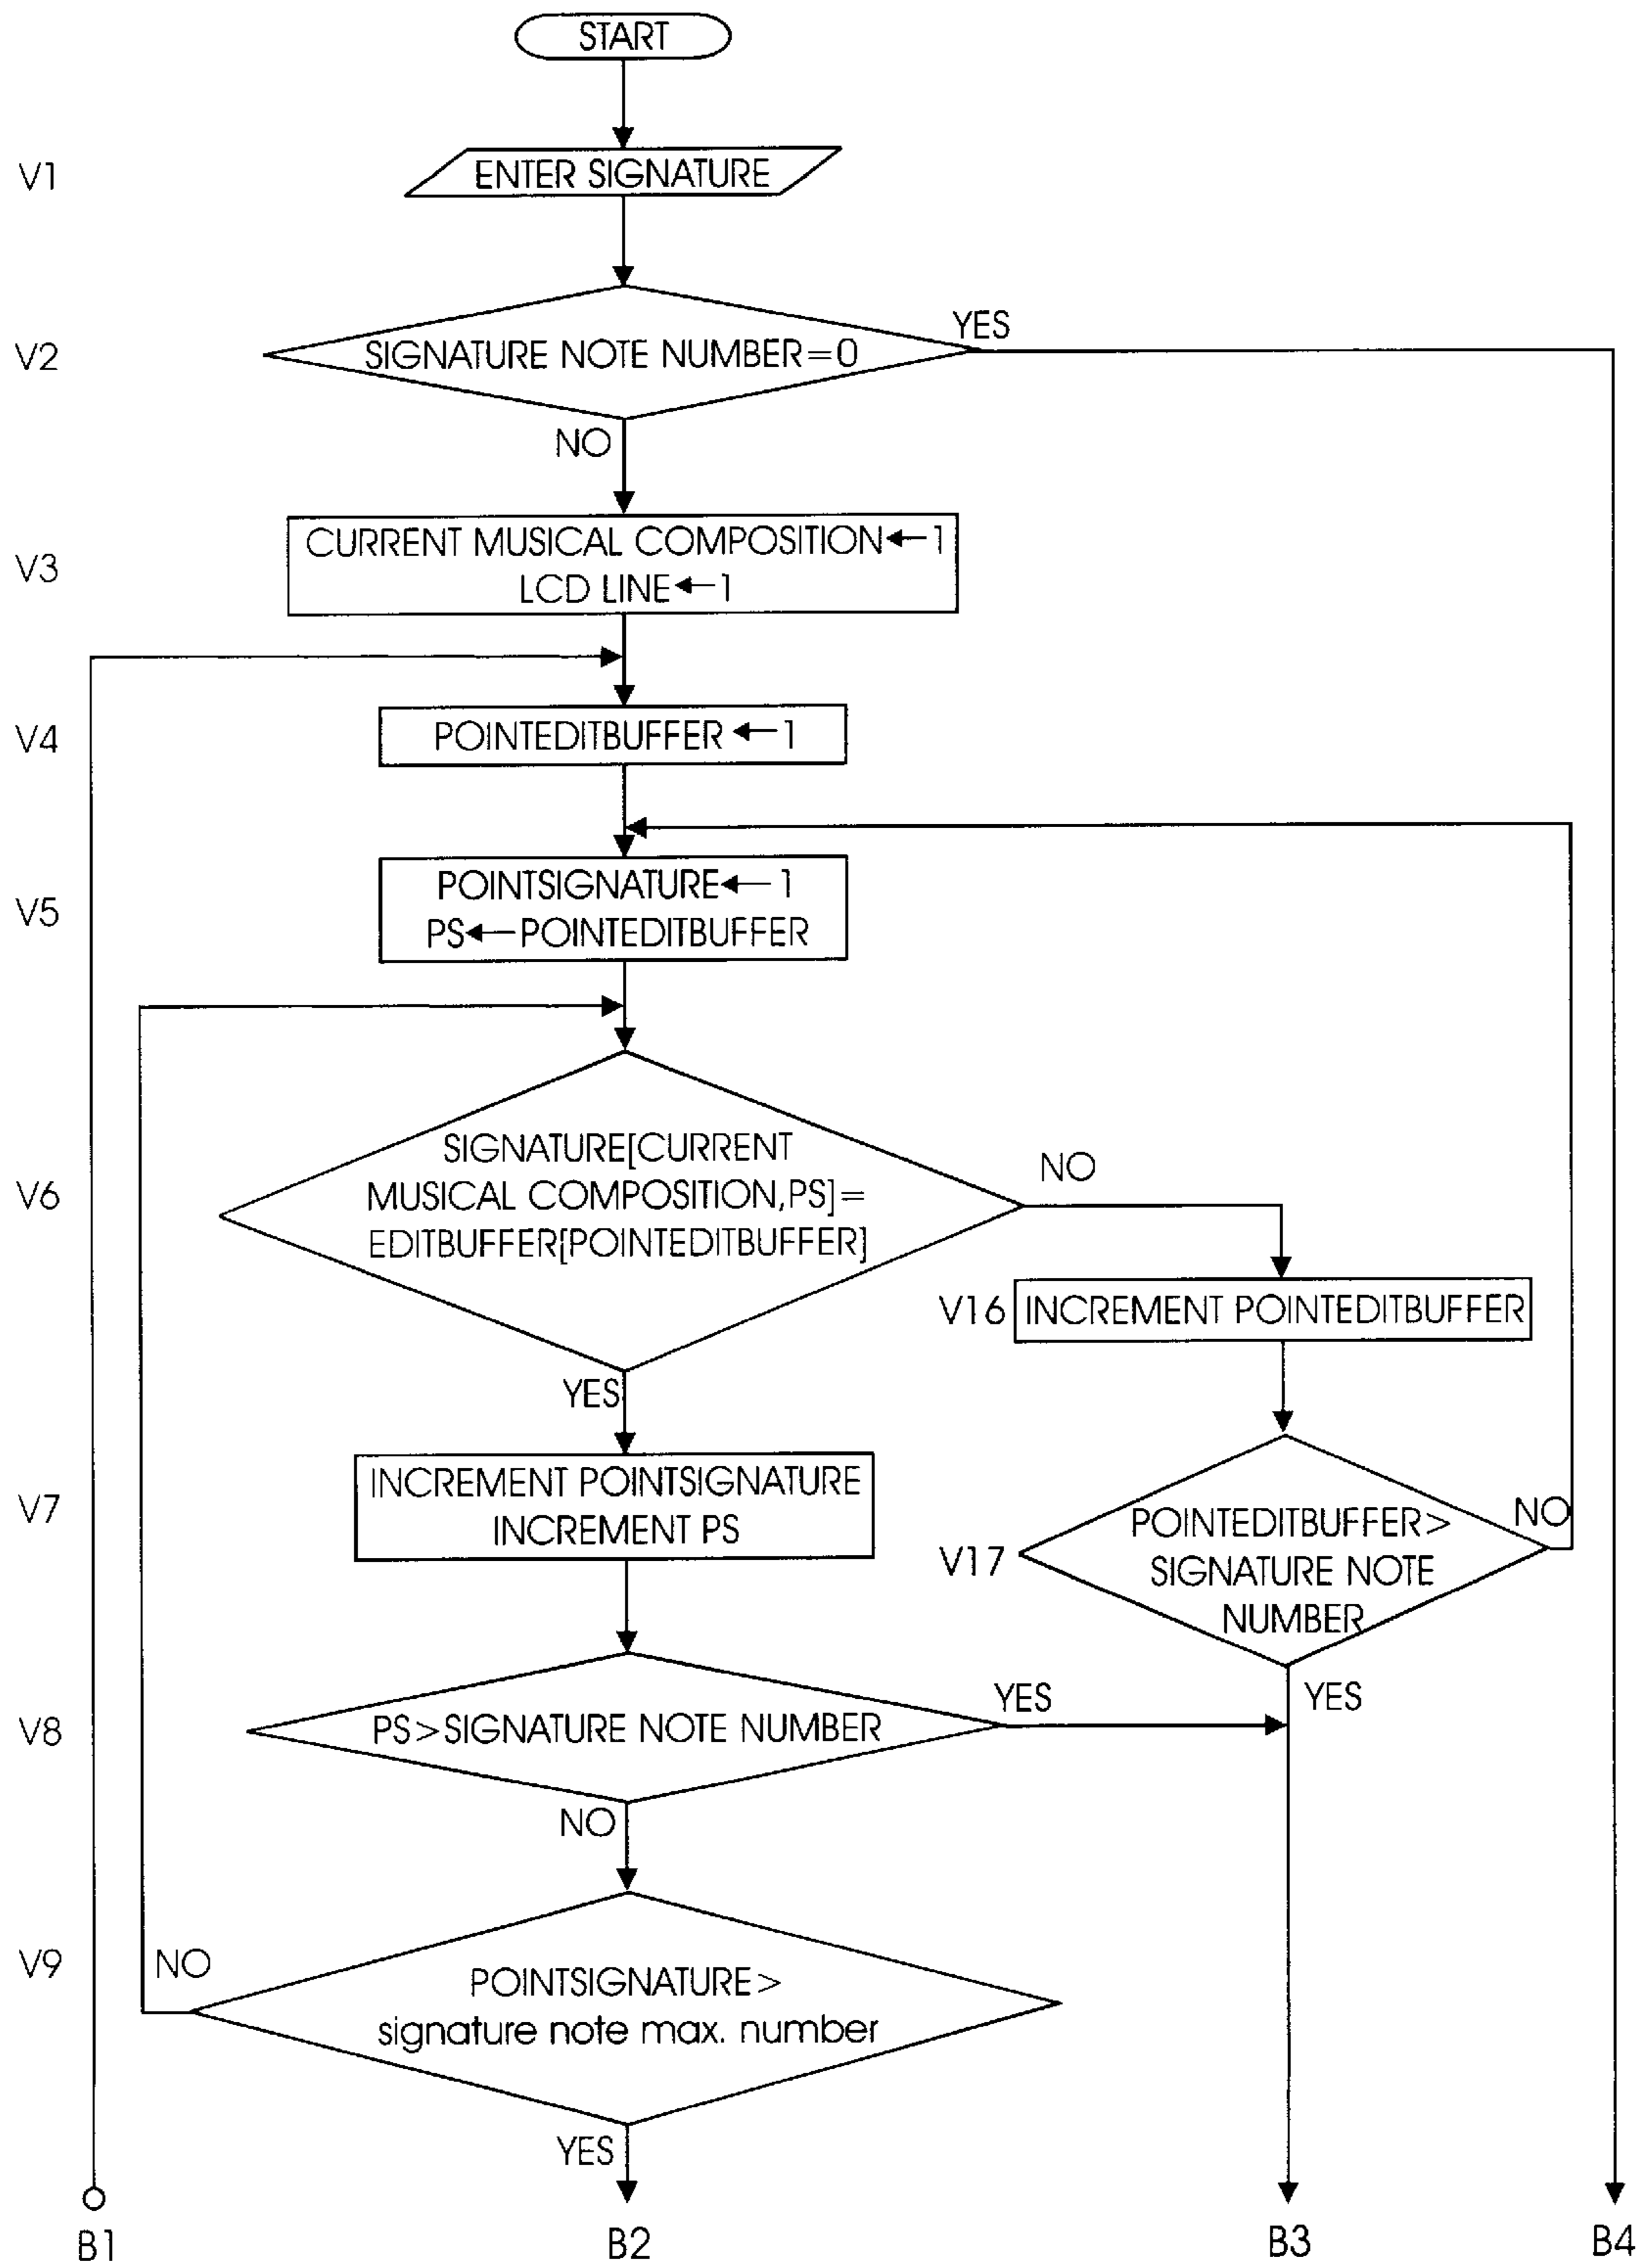 START
V1
ENTER SIGNATURE
V2
SIGNATURE NOTE NUMBER=0
YES
NO
V3
CURRENT MUSICAL COMPOSITION←1
LCD LINE←1
V4
POINTEDITBUFFER ←1
V5
POINTSIGNATURE←1
PS←POINTEDITBUFFER
V6
SIGNATURE[CURRENT
MUSICAL COMPOSITION,PS]=
EDITBUFFER[POINTEDITBUFFER]
NO
YES
V16
INCREMENT POINTEDITBUFFER
V7
INCREMENT POINTSIGNATURE
INCREMENT PS
V17
POINTEDITBUFFER>
SIGNATURE NOTE
NUMBER
NO
YES
V8
PS>SIGNATURE NOTE NUMBER
YES
NO
V9
NO
POINTSIGNATURE>
signature note max. number
YES
B1
B2
B3
B4